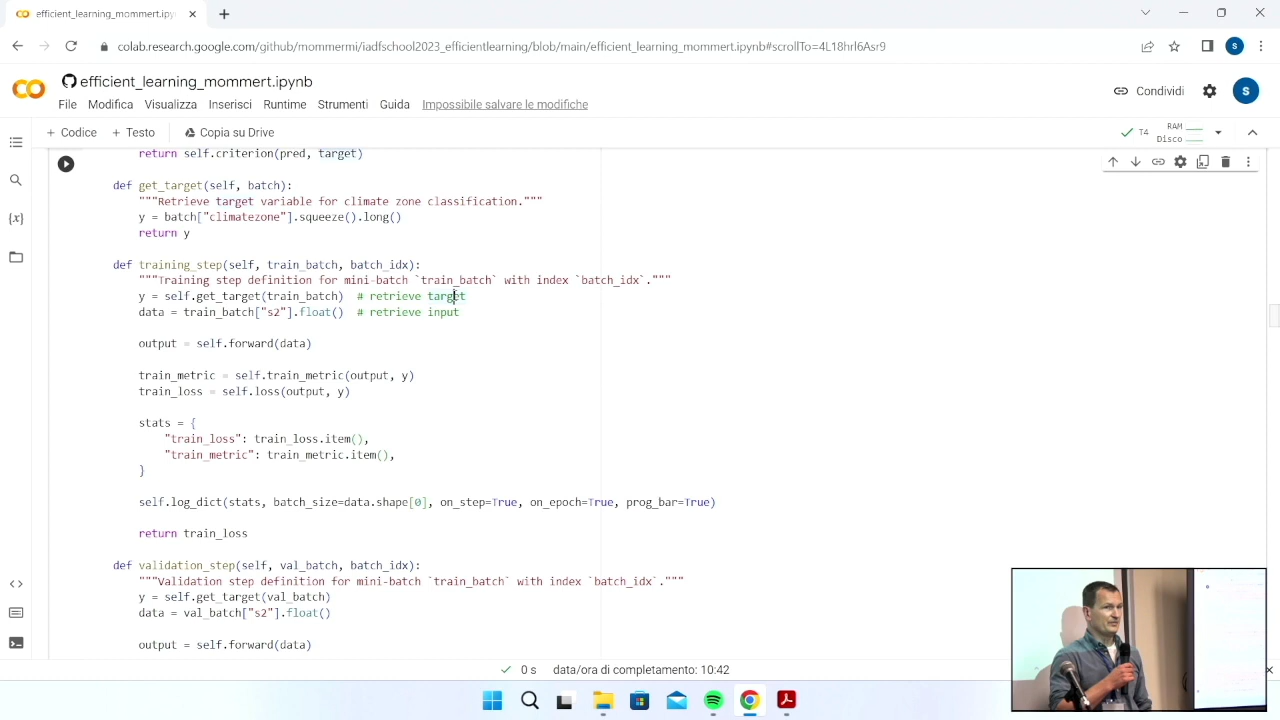 efficient_learning_mommert.ipyn
colab.research.google.com/github/mommermi/iadfschool2023_efficientlearning/blob/main/efficient_learning_mommert.ipynb#scrollTo=4L18hrl6Asr9
S
efficient_learning_mommert.ipynb
File Modifica Visualizza Inserisci Runtime Strumenti Guida Impossibile salvare le modifiche
Condividi
S
+ Codice + Testo Copia su Drive
T4
RAM
Disco
{x}
return self.criterion(pred, target)
def get_target(self, batch):
"""Retrieve target variable for climate zone classification."""
y = batch["climatezone"].squeeze().long()
return y
def training_step(self, train_batch, batch_idx):
"""Training step definition for mini-batch `train_batch` with index `batch_idx`."""
y = self.get_target(train_batch)  # retrieve target
data = train_batch["s2"].float()  # retrieve input
output = self.forward(data)
train_metric = self.train_metric(output, y)
train_loss = self.loss(output, y)
stats = {
"train_loss": train_loss.item(),
"train_metric": train_metric.item(),
}
self.log_dict(stats, batch_size=data.shape[0], on_step=True, on_epoch=True, prog_bar=True)
return train_loss
def validation_step(self, val_batch, batch_idx):
"""Validation step definition for mini-batch `train_batch` with index `batch_idx`."""
y = self.get_target(val_batch)
data = val_batch["s2"].float()
output = self.forward(data)
0 s data/ora di completamento: 10:42